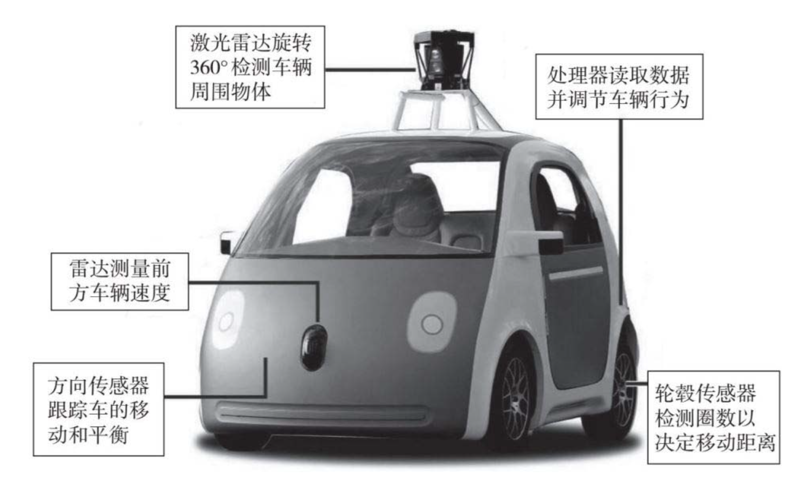 激光雷达旋转
360°检测车辆
周围物体
处理器读取数据
并调节车辆行为
雷达测量前
方车辆速度
方向传感器
跟踪车的移
动和平衡
轮毂传感器
检测圈数以
决定移动距离